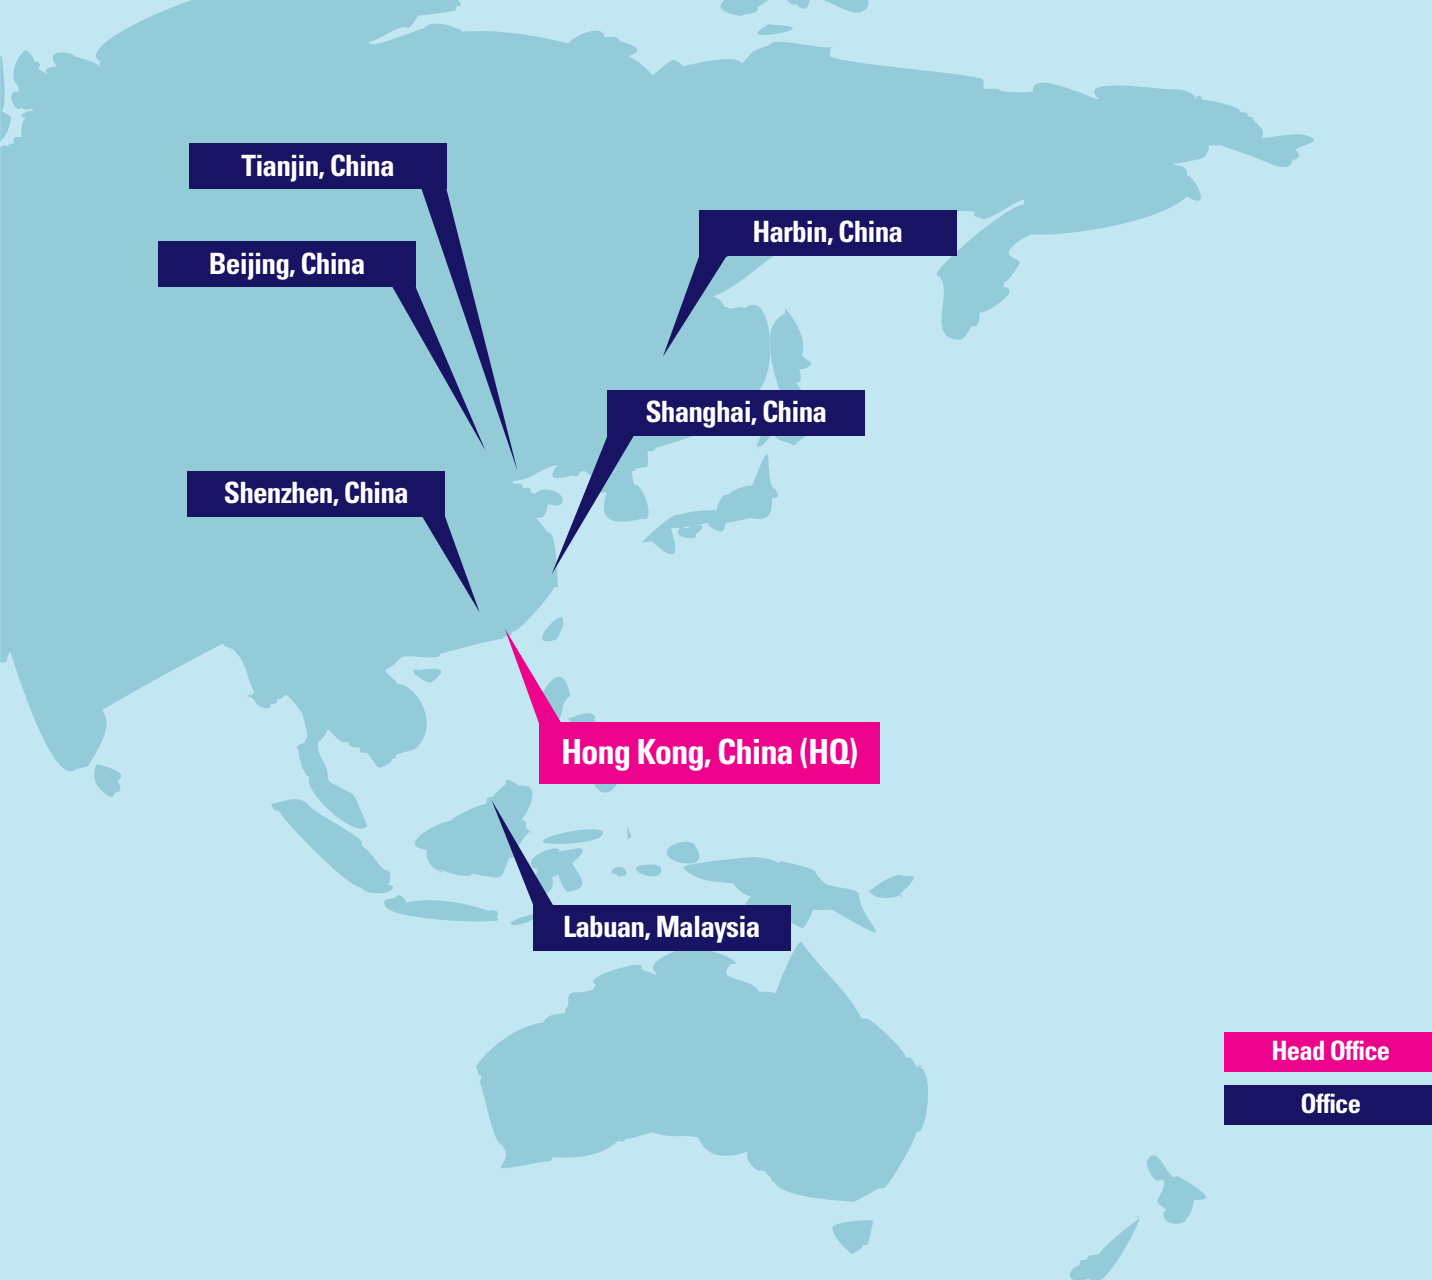 Tianjin, China
Harbin, China
Beijing, China
Shanghai, China
Shenzhen, China
Hong Kong, China (HQ)
Labuan, Malaysia
Head Office
Office